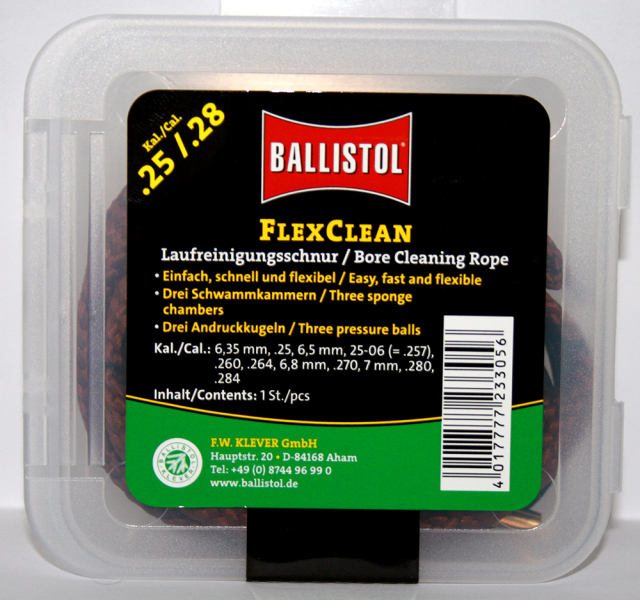 Kal./Cal.
.25 / .28
BALLISTOL®
FLEXCLEAN
Laufreinigungsschnur / Bore Cleaning Rope
• Einfach, schnell und flexibel / Easy, fast and flexible
• Drei Schwammkammern / Three sponge
chambers
• Drei Andruckkugeln / Three pressure balls
Kal./Cal.: 6,35 mm, .25, 6,5 mm, 25-06 (= .257),
.260, .264, 6,8 mm, .270, 7 mm, .280,
.284
Inhalt/Contents: 1 St./pcs
4 017777 233056
BALLISTOL
KLEVER
F.W. KLEVER GmbH
Hauptstr. 20 • D-84168 Aham
Tel: +49 (0) 8744 96 99 0
www.ballistol.de